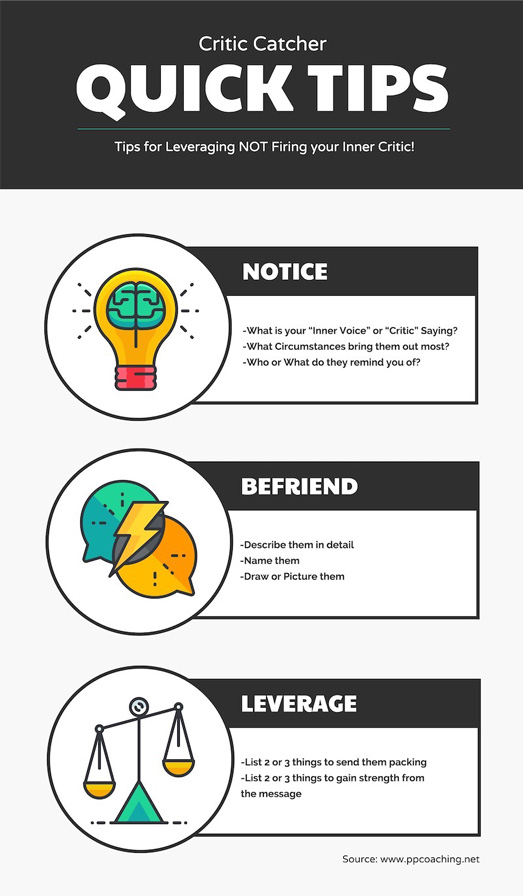 Critic Catcher
QUICK TIPS
Tips for Leveraging NOT Firing your Inner Critic!
NOTICE
-What is your “Inner Voice” or “Critic” Saying?
-What Circumstances bring them out most?
-Who or What do they remind you of?
BEFRIEND
-Describe them in detail
-Name them
-Draw or Picture them
LEVERAGE
-List 2 or 3 things to send them packing
-List 2 or 3 things to gain strength from
the message
Source: www.ppcoaching.net